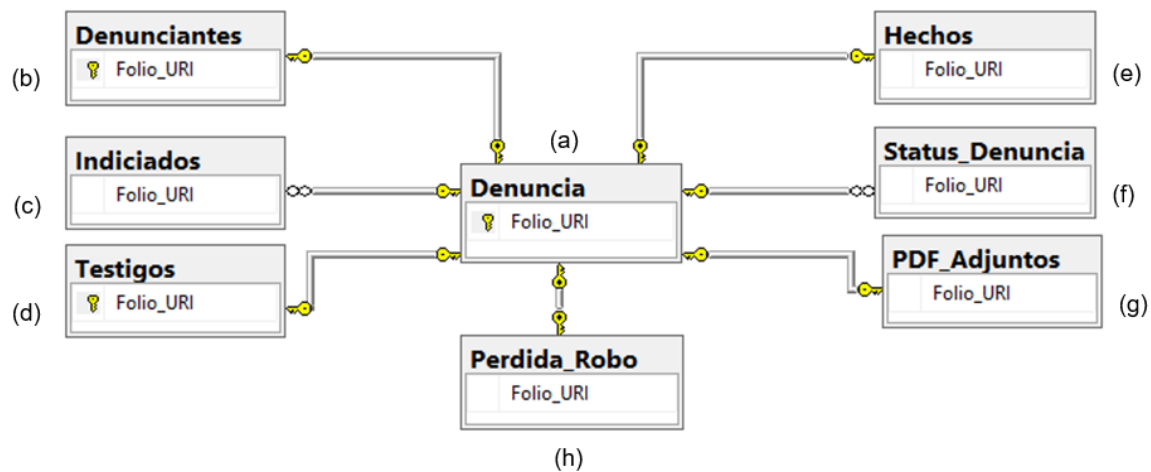 Denunciantes
Folio_URI
(b)
Hechos
Folio_URI
(e)
(a)
Indiciados
Folio_URI
(c)
Denuncia
Folio_URI
Status_Denuncia
Folio_URI
(f)
Testigos
Folio_URI
(d)
PDF_Adjuntos
Folio_URI
(g)
Perdida_Robo
Folio_URI
(h)